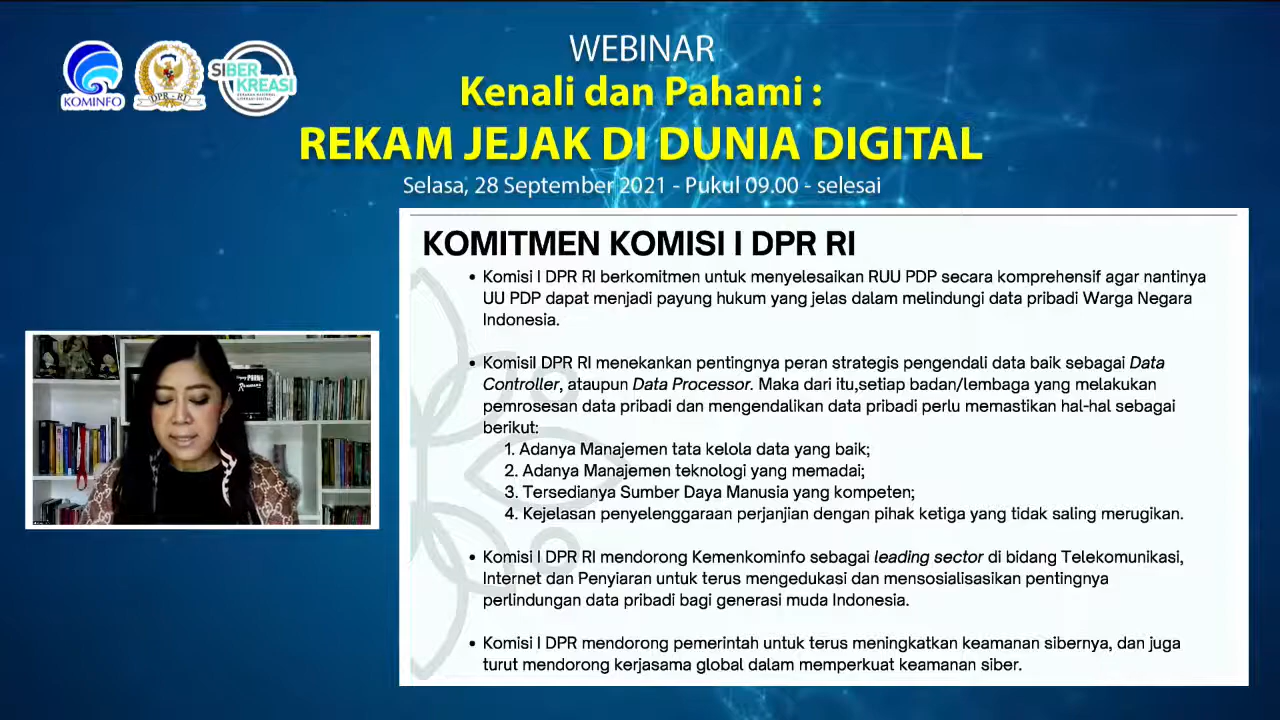 KOMINFO
DPR - RI
SIBER
KREASI
WEBINAR
Kenali dan Pahami :
REKAM JEJAK DI DUNIA DIGITAL
Selasa, 28 September 2021 - Pukul 09.00 - selesai
KOMITMEN KOMISI I DPR RI
• Komisi I DPR RI berkomitmen untuk menyelesaikan RUU PDP secara komprehensif agar nantinya
UU PDP dapat menjadi payung hukum yang jelas dalam melindungi data pribadi Warga Negara
Indonesia.
• KomisiI DPR RI menekankan pentingnya peran strategis pengendali data baik sebagai Data
Controller, ataupun Data Processor. Maka dari itu,setiap badan/lembaga yang melakukan
pemrosesan data pribadi dan mengendalikan data pribadi perlu memastikan hal-hal sebagai
berikut:
1. Adanya Manajemen tata kelola data yang baik;
2. Adanya Manajemen teknologi yang memadai;
3. Tersedianya Sumber Daya Manusia yang kompeten;
4. Kejelasan penyelenggaraan perjanjian dengan pihak ketiga yang tidak saling merugikan.
• Komisi I DPR RI mendorong Kemenkominfo sebagai leading sector di bidang Telekomunikasi,
Internet dan Penyiaran untuk terus mengedukasi dan mensosialisasikan pentingnya
perlindungan data pribadi bagi generasi muda Indonesia.
• Komisi I DPR mendorong pemerintah untuk terus meningkatkan keamanan sibernya, dan juga
turut mendorong kerjasama global dalam memperkuat keamanan siber.